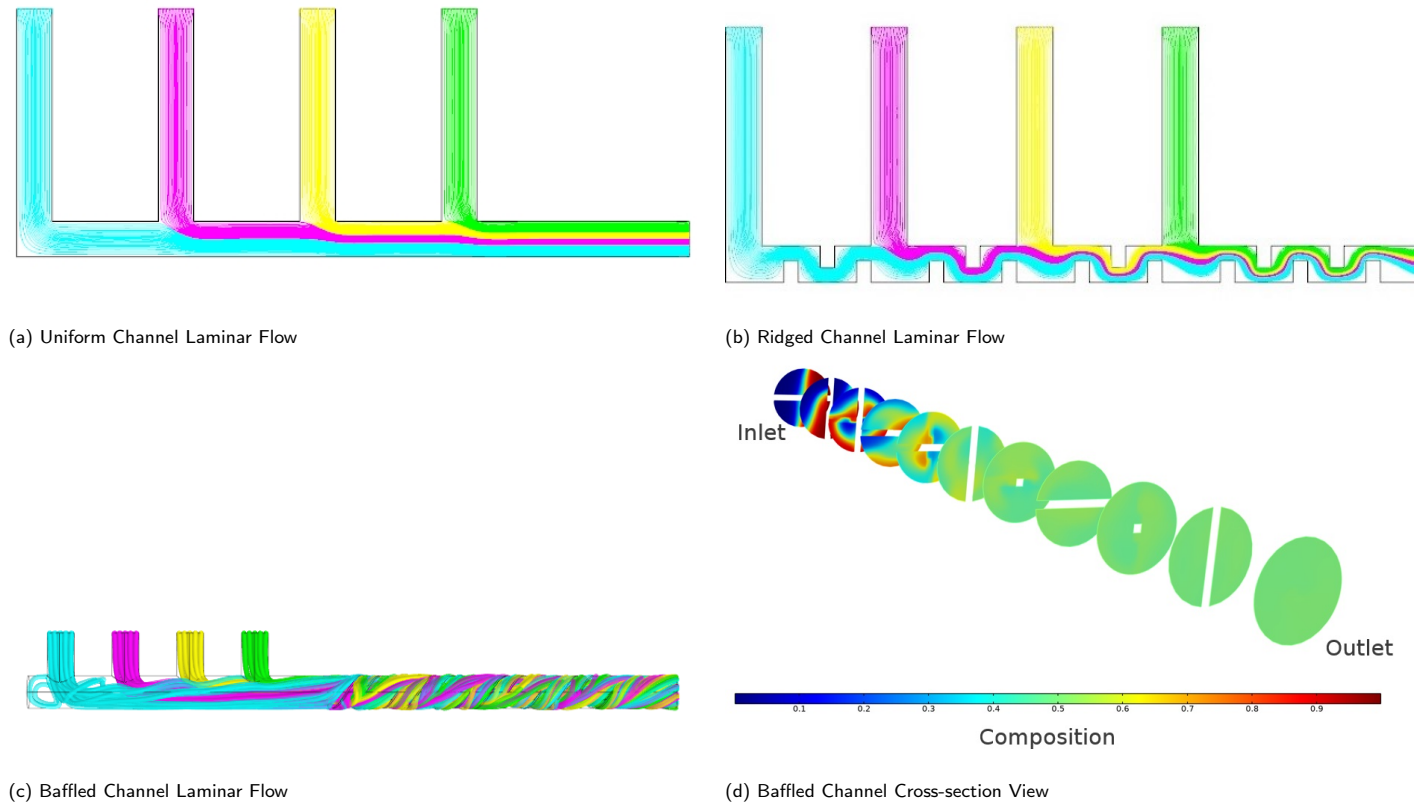 (a) Uniform Channel Laminar Flow
(b) Ridged Channel Laminar Flow
Inlet
Outlet
0.1 0.2 0.3 0.4 0.5 0.6 0.7 0.8 0.9
Composition
(c) Baffled Channel Laminar Flow
(d) Baffled Channel Cross-section View